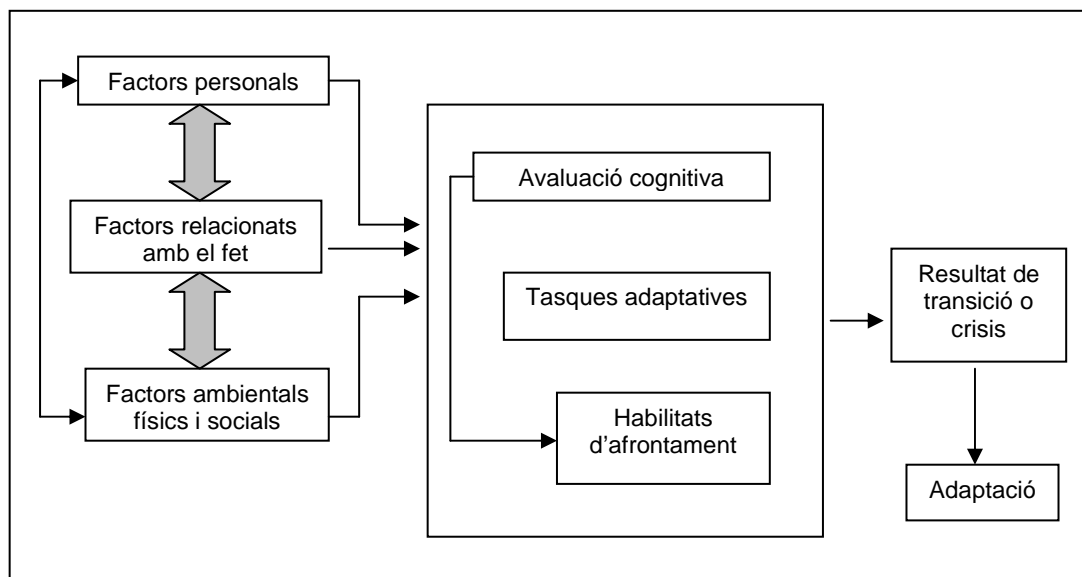 Factors personals
Factors relacionats
amb el fet
Factors ambientals
físics i socials
Avaluació cognitiva
Tasques adaptatives
Habilitats
d’afrontament
Resultat de
transició o
crisis
Adaptació